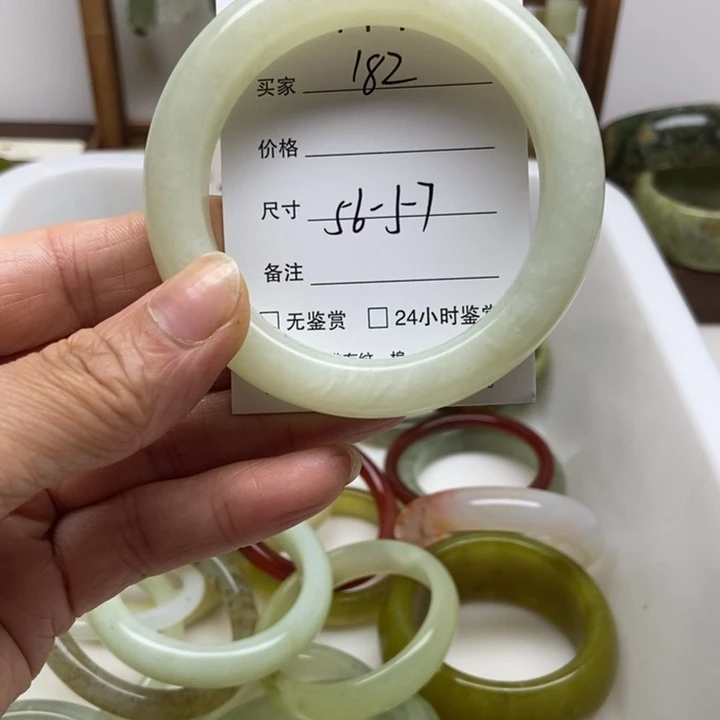 买家 182
价格
尺寸 56-57
备注
□ 无鉴赏 □ 24小时鉴赏